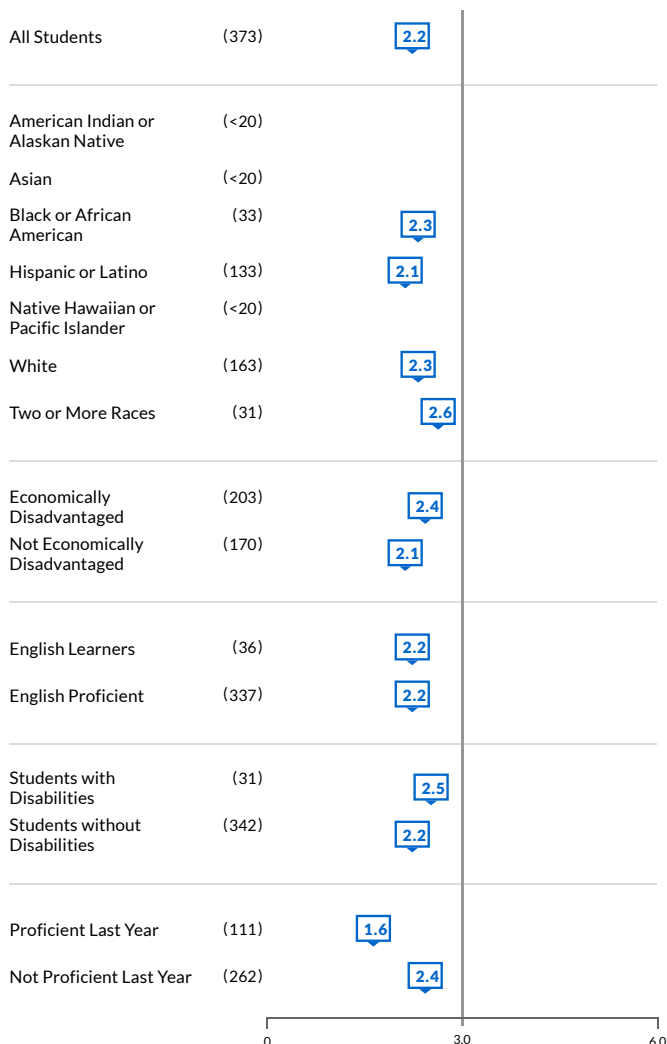 All Students (373) 2.2
American Indian or (<20)
Alaskan Native
Asian (<20)
Black or African (33) 2.3
American
Hispanic or Latino (133) 2.1
Native Hawaiian or (<20)
Pacific Islander
White (163) 2.3
Two or More Races (31) 2.6
Economically (203) 2.4
Disadvantaged
Not Economically (170) 2.1
Disadvantaged
English Learners (36) 2.2
English Proficient (337) 2.2
Students with (31) 2.5
Disabilities
Students without (342) 2.2
Disabilities
Proficient Last Year (111) 1.6
Not Proficient Last Year (262) 2.4
0 3.0 6.0